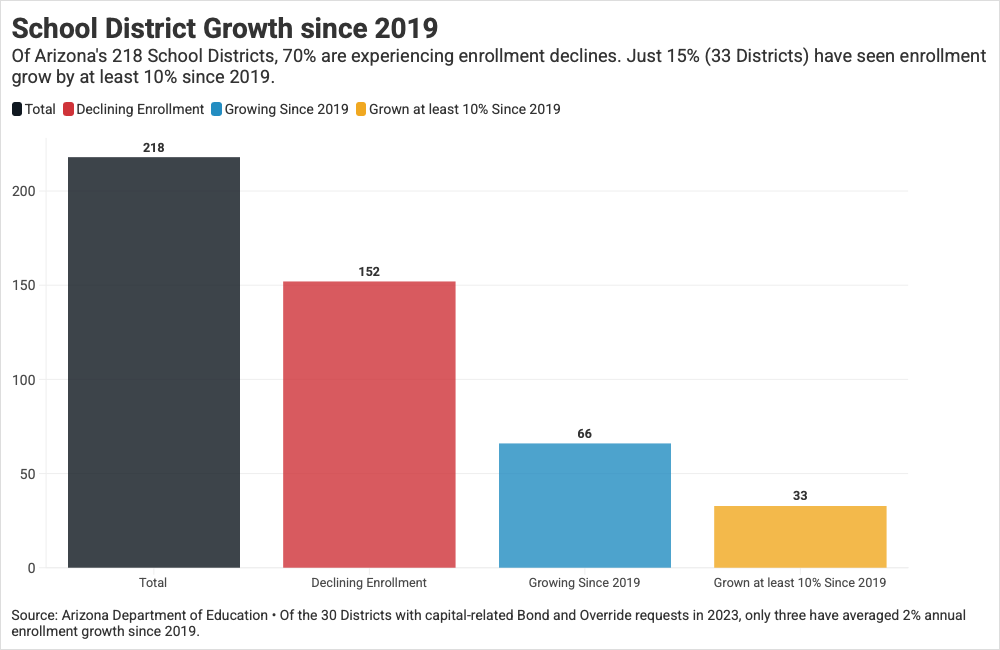 School District Growth since 2019
Of Arizona's 218 School Districts, 70% are experiencing enrollment declines. Just 15% (33 Districts) have seen enrollment
grow by at least 10% since 2019.
Total Declining Enrollment Growing Since 2019 Grown at least 10% Since 2019
218
200
152
150
100
66
50
33
0
Total Declining Enrollment Growing Since 2019 Grown at least 10% Since 2019
Source: Arizona Department of Education • Of the 30 Districts with capital-related Bond and Override requests in 2023, only three have averaged 2% annual
enrollment growth since 2019.